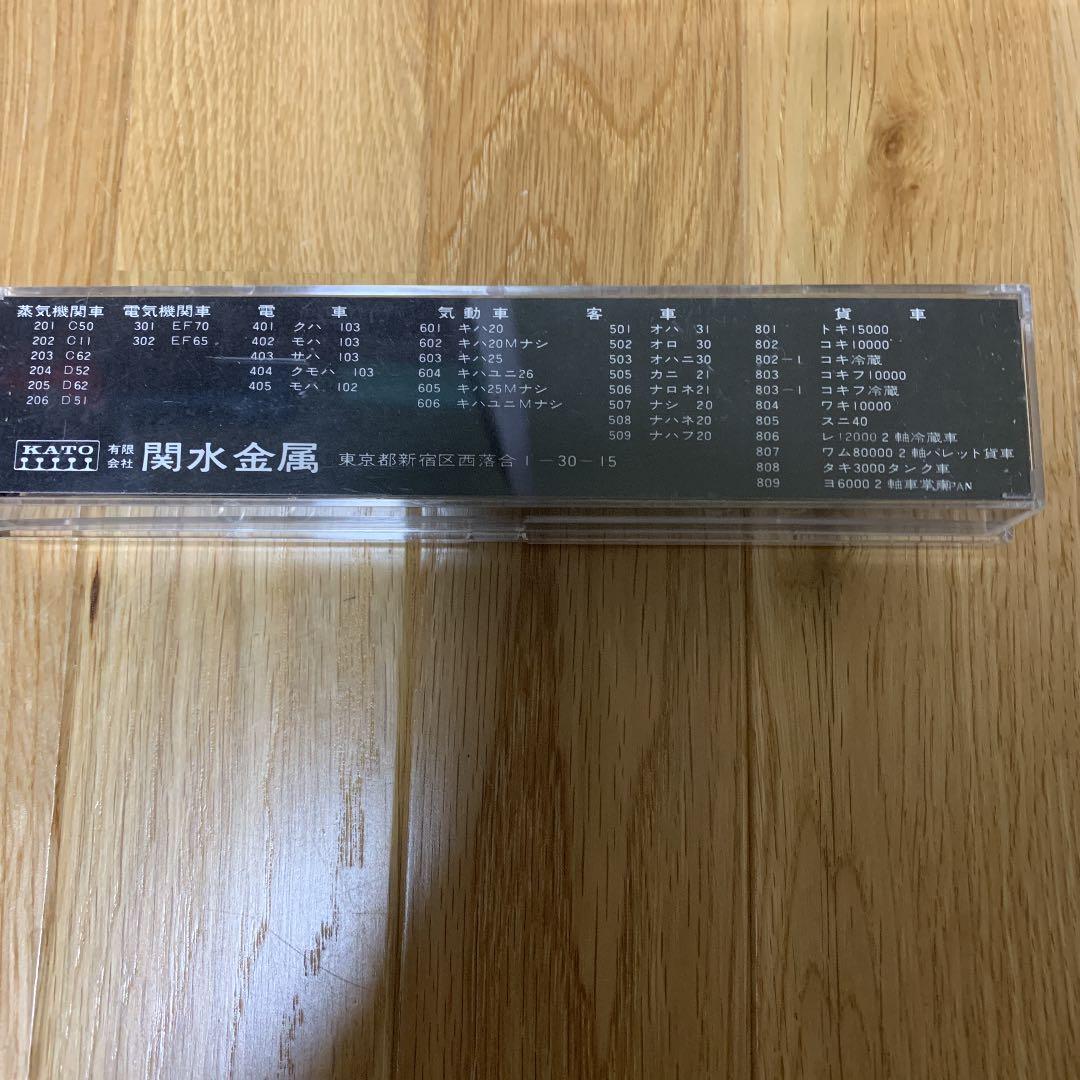 蒸気機関車
201 C50
202 C11
203 C62
204 D52
205 D62
206 D51
電気機関車
301 EF70
302 EF65
電 車
401 クハ 103
402 モハ 103
403 サハ 103
404 クモハ 103
405 モハ 102
気動車
601 キハ20
602 キハ20Mナシ
603 キハ25
604 キハユニ26
605 キハ25Mナシ
606 キハユニMナシ
客 車
501 オハ 31
502 オロ 30
503 オハニ30
505 カニ 21
506 ナロネ21
507 ナシ 20
508 ナハネ20
509 ナハフ20
貨 車
801 トキ15000
802 コキ10000
802-1 コキ冷蔵
803 コキフ10000
803-1 コキフ冷蔵
804 ワキ10000
805 スニ40
806 レ12000 2軸冷蔵車
807 ワム80000 2軸パレット貨車
808 タキ3000タンク車
809 ヨ6000 2軸車掌車
KATO
有限会社 関水金属 東京都新宿区西落合1-30-15